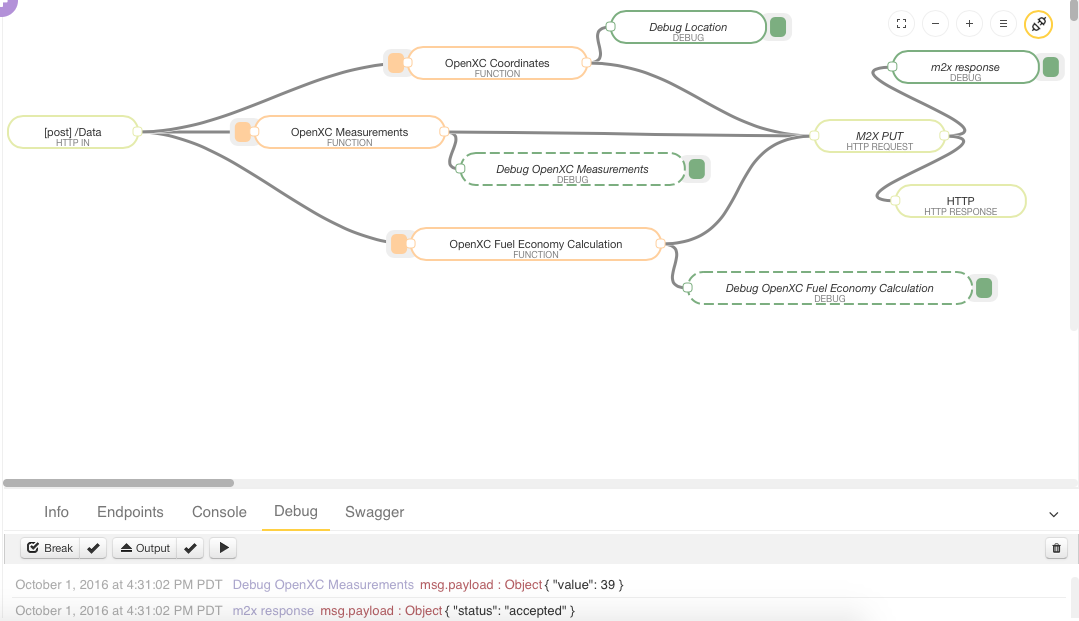 Debug Location
DEBUG
OpenXC Coordinates
FUNCTION
m2x response
DEBUG
[post] /Data
HTTP IN
OpenXC Measurements
FUNCTION
M2X PUT
HTTP REQUEST
Debug OpenXC Measurements
DEBUG
HTTP
HTTP RESPONSE
OpenXC Fuel Economy Calculation
FUNCTION
Debug OpenXC Fuel Economy Calculation
DEBUG
Info Endpoints Console Debug Swagger
Break Output
October 1, 2016 at 4:31:02 PM PDT Debug OpenXC Measurements msg.payload : Object { "value": 39 }
October 1, 2016 at 4:31:02 PM PDT m2x response msg.payload : Object { "status": "accepted" }